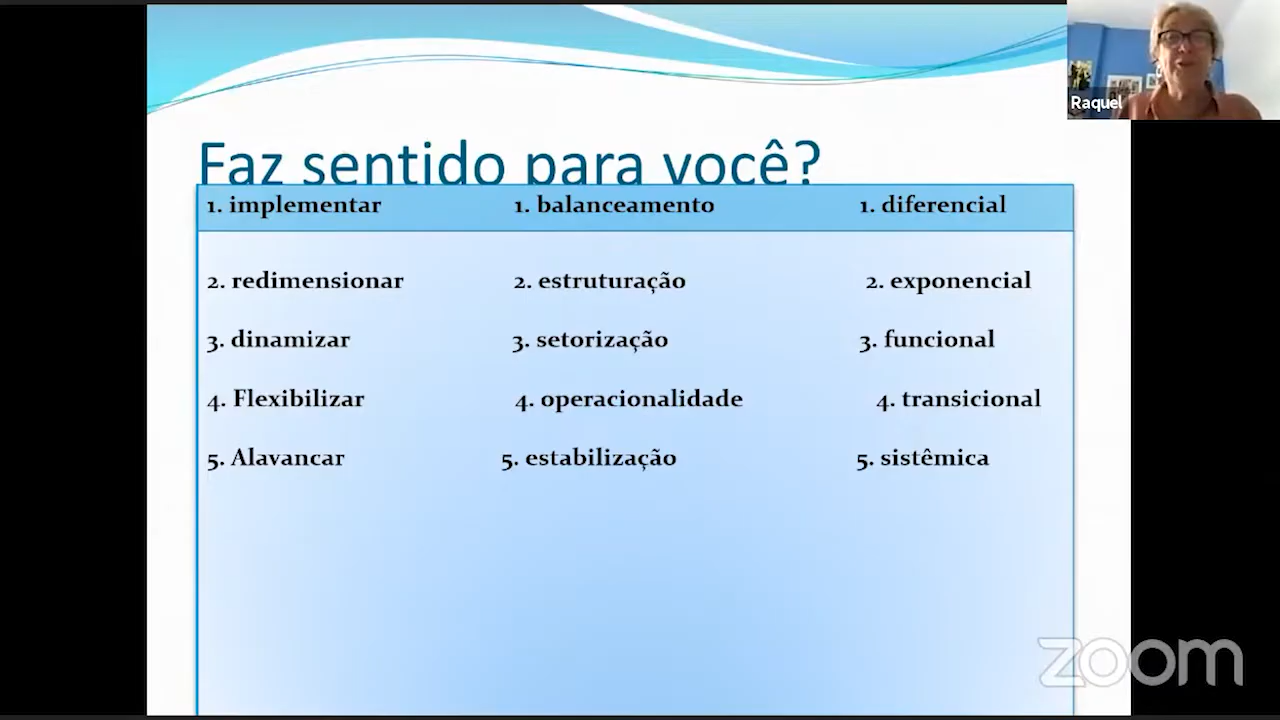 Raquel
Faz sentido para você?
1. implementar 1. balanceamento 1. diferencial
2. redimensionar 2. estruturação 2. exponencial
3. dinamizar 3. setorização 3. funcional
4. Flexibilizar 4. operacionalidade 4. transicional
5. Alavancar 5. estabilização 5. sistêmica
zoom